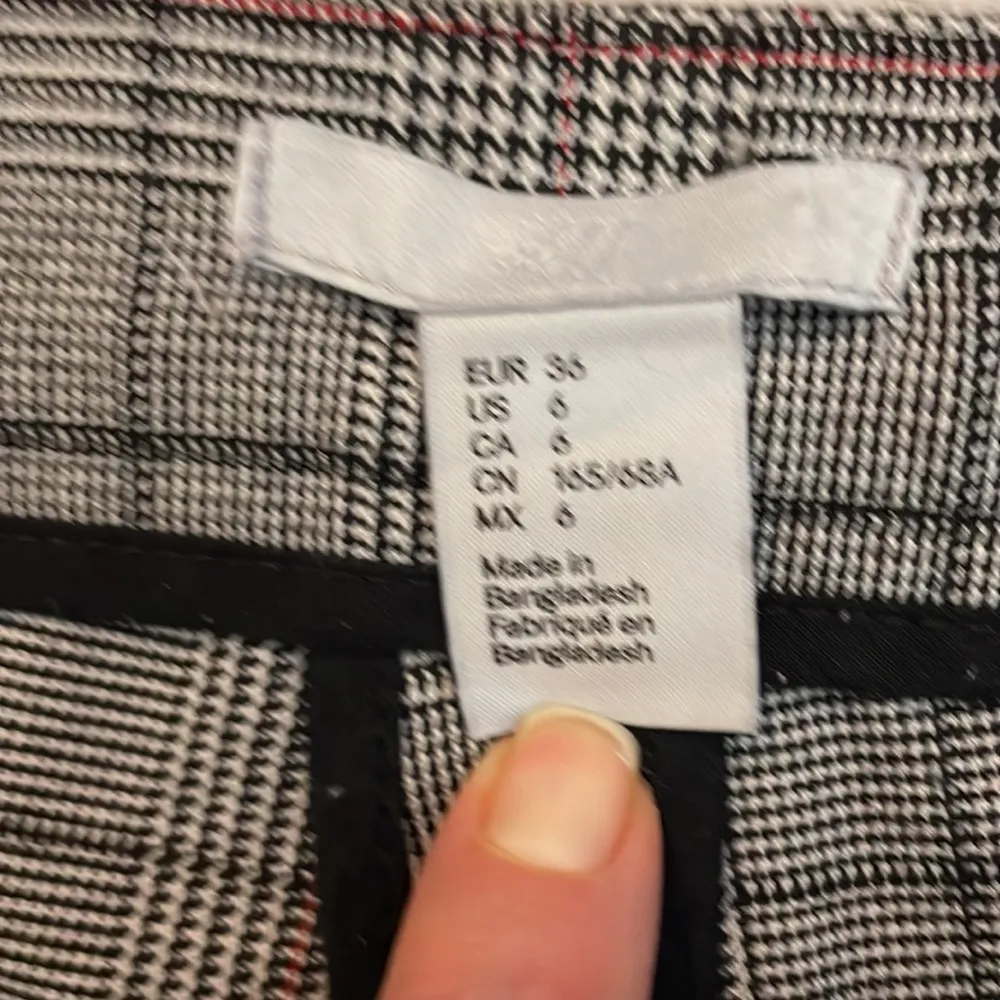 EUR 36
US 6
CA 6
CN 165/68A
MX 6
Made in
Bangladesh
Fabriqué en
Bangladesh